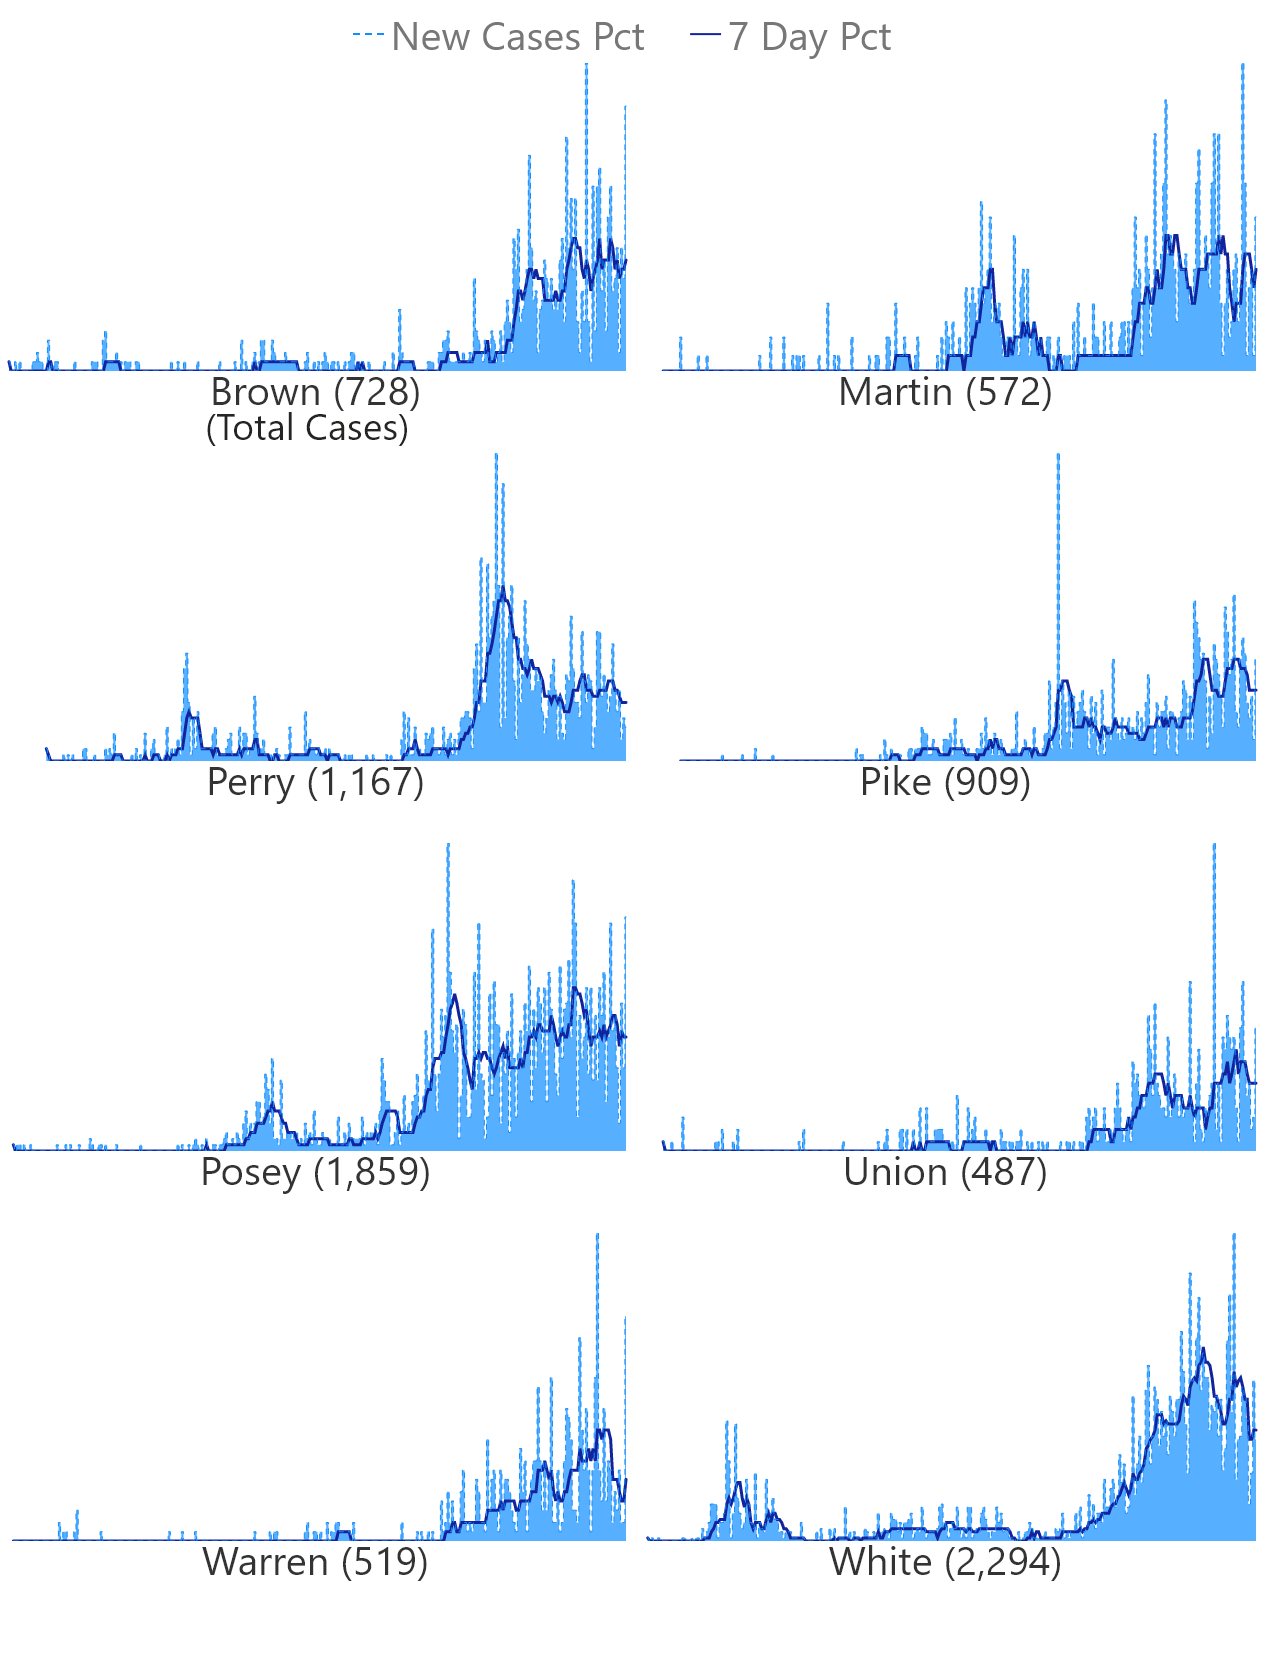 New Cases Pct 7 Day Pct
Brown (728)
(Total Cases)
Martin (572)
Perry (1,167)
Pike (909)
Posey (1,859)
Union (487)
Warren (519)
White (2,294)